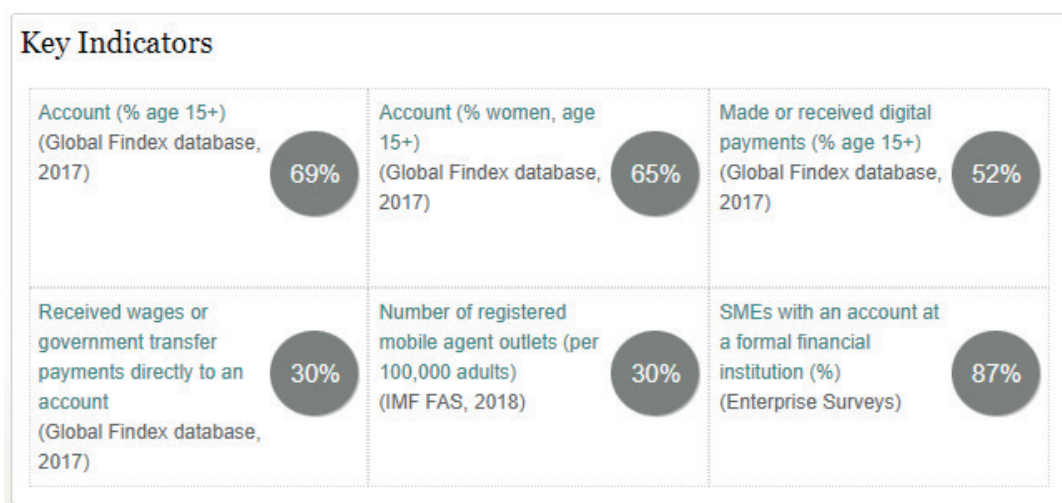 Key Indicators
Account (% age 15+)
(Global Findex database,
2017)
69%
Account (% women, age
15+)
(Global Findex database,
2017)
65%
Made or received digital
payments (% age 15+)
(Global Findex database,
2017)
52%
Received wages or
government transfer
payments directly to an
account
(Global Findex database,
2017)
30%
Number of registered
mobile agent outlets (per
100,000 adults)
(IMF FAS, 2018)
30%
SMEs with an account at
a formal financial
institution (%)
(Enterprise Surveys)
87%